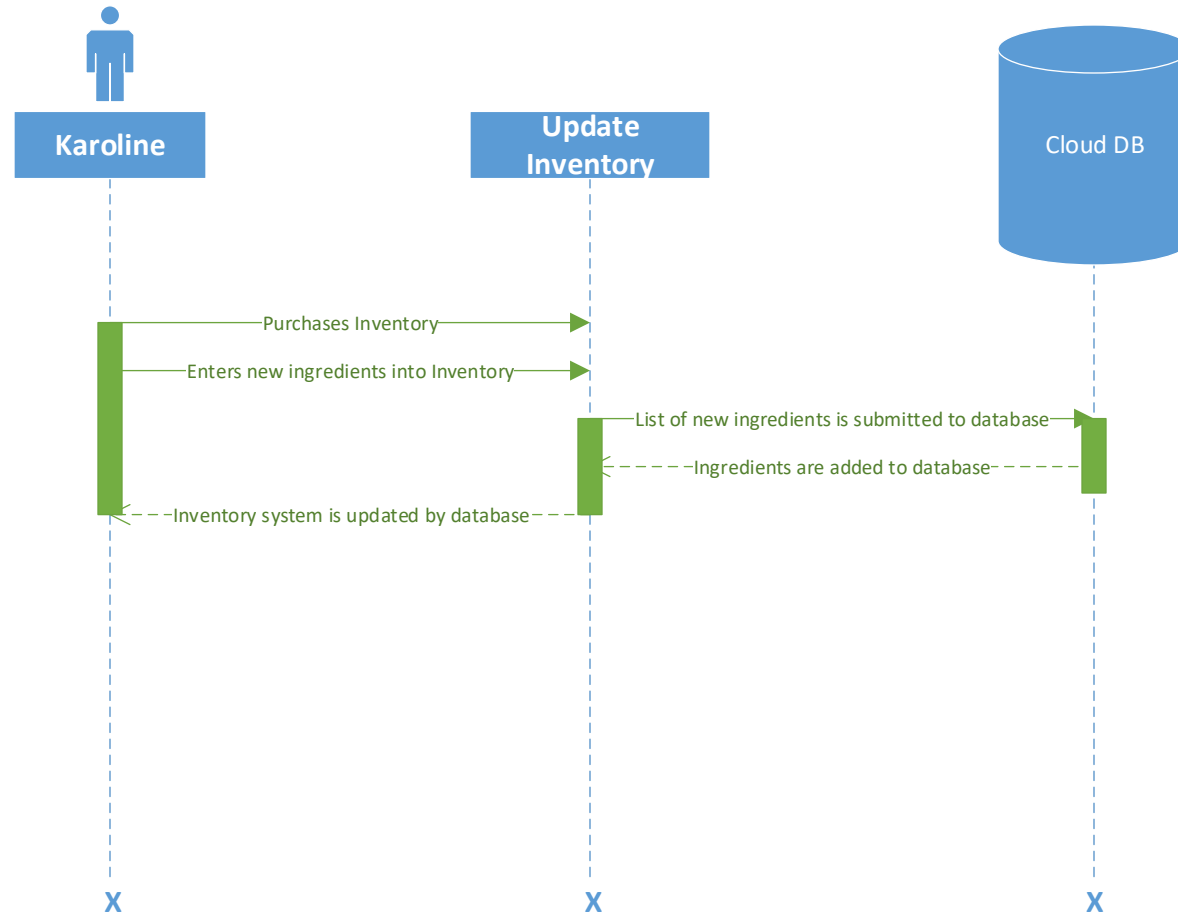 Karoline
Update
Inventory
Cloud DB
Purchases Inventory
Enters new ingredients into Inventory
List of new ingredients is submitted to database
Ingredients are added to database
Inventory system is updated by database
X
X
X